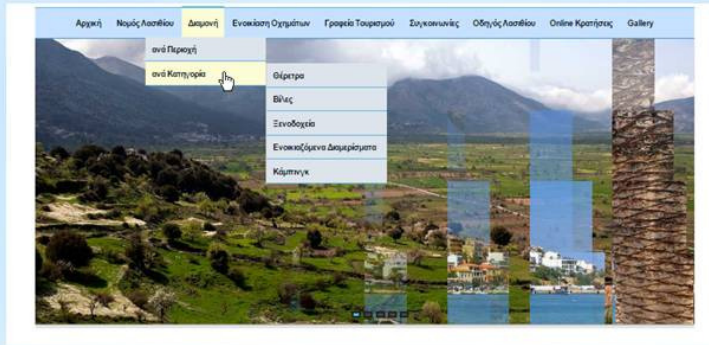 Αρχική Νομός Λασιθίου Διαμονή Ενοικίαση Οχημάτων Γραφεία Τουρισμού Συγκοινωνίες Οδηγός Λασιθίου Online Κρατήσεις Gallery
ανά Περιοχή
ανά Κατηγορία
Θέρετρα
Βίλες
Ξενοδοχεία
Ενοικιαζόμενα Διαμερίσματα
Κάμπινγκ